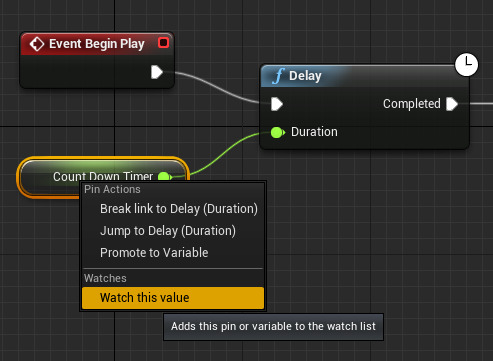 Event Begin Play
f Delay
Completed
Duration
Count Down Timer
Pin Actions
Break link to Delay (Duration)
Jump to Delay (Duration)
Promote to Variable
Watches
Watch this value
Adds this pin or variable to the watch list